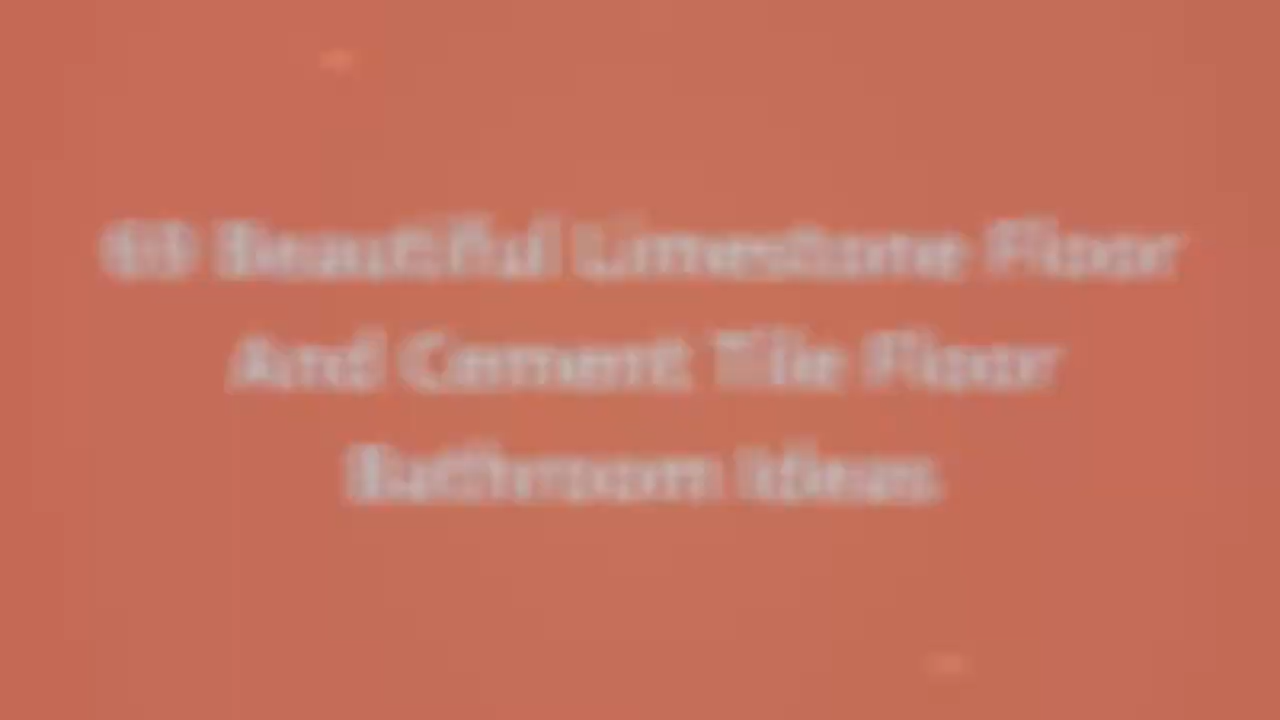 Beautiful Limestone Floor
And Cement Tile Floor
Bathroom Ideas